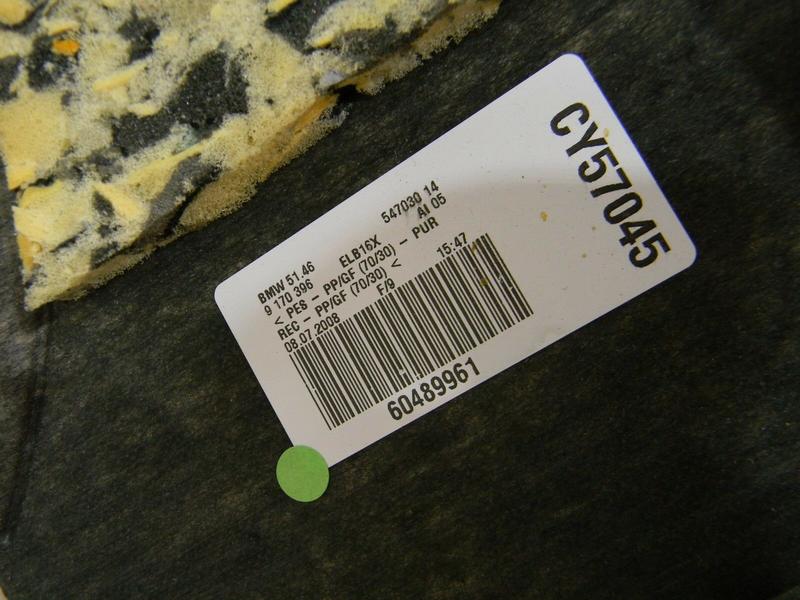 CY57045
BMW 51.46 ELB16X 547030 14
9 170 396 AI 05
< PES - PP/GF (70/30) - PUR
REC - PP/GF (70/30) <
08.07.2008 F/9 15:47
60489961